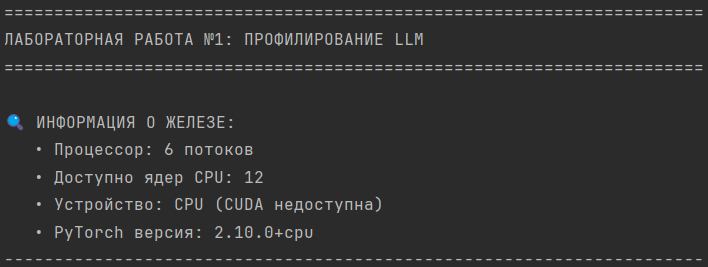 ======================================================================
ЛАБОРАТОРНАЯ РАБОТА №1: ПРОФИЛИРОВАНИЕ LLM
======================================================================
🔍 ИНФОРМАЦИЯ О ЖЕЛЕЗЕ:
• Процессор: 6 потоков
• Доступно ядер CPU: 12
• Устройство: CPU (CUDA недоступна)
• PyTorch версия: 2.10.0+cpu
----------------------------------------------------------------------